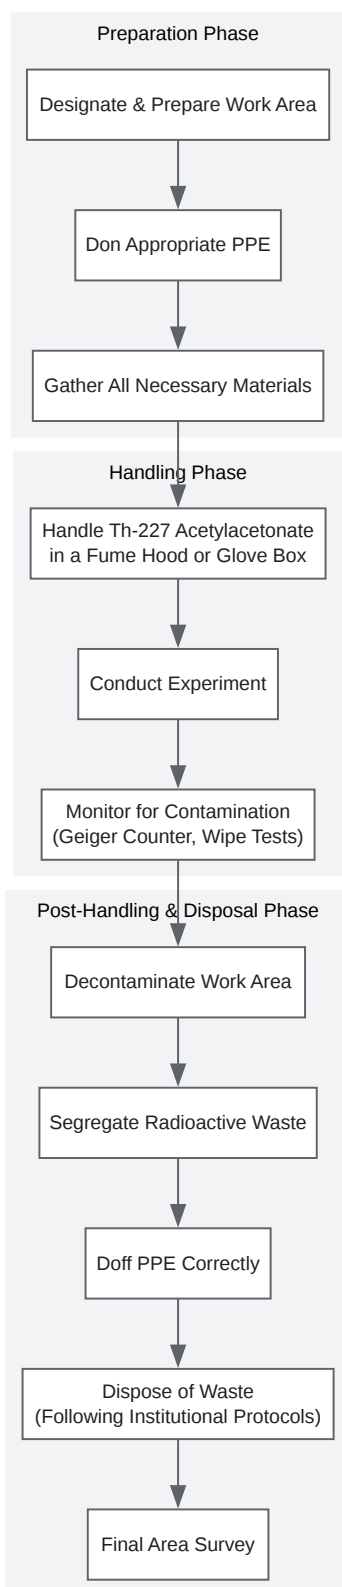 Preparation Phase
Designate & Prepare Work Area
Don Appropriate PPE
Gather All Necessary Materials
Handling Phase
Handle Th-227 Acetylacetonate
in a Fume Hood or Glove Box
Conduct Experiment
Monitor for Contamination
(Geiger Counter, Wipe Tests)
Post-Handling & Disposal Phase
Decontaminate Work Area
Segregate Radioactive Waste
Doff PPE Correctly
Dispose of Waste
(Following Institutional Protocols)
Final Area Survey